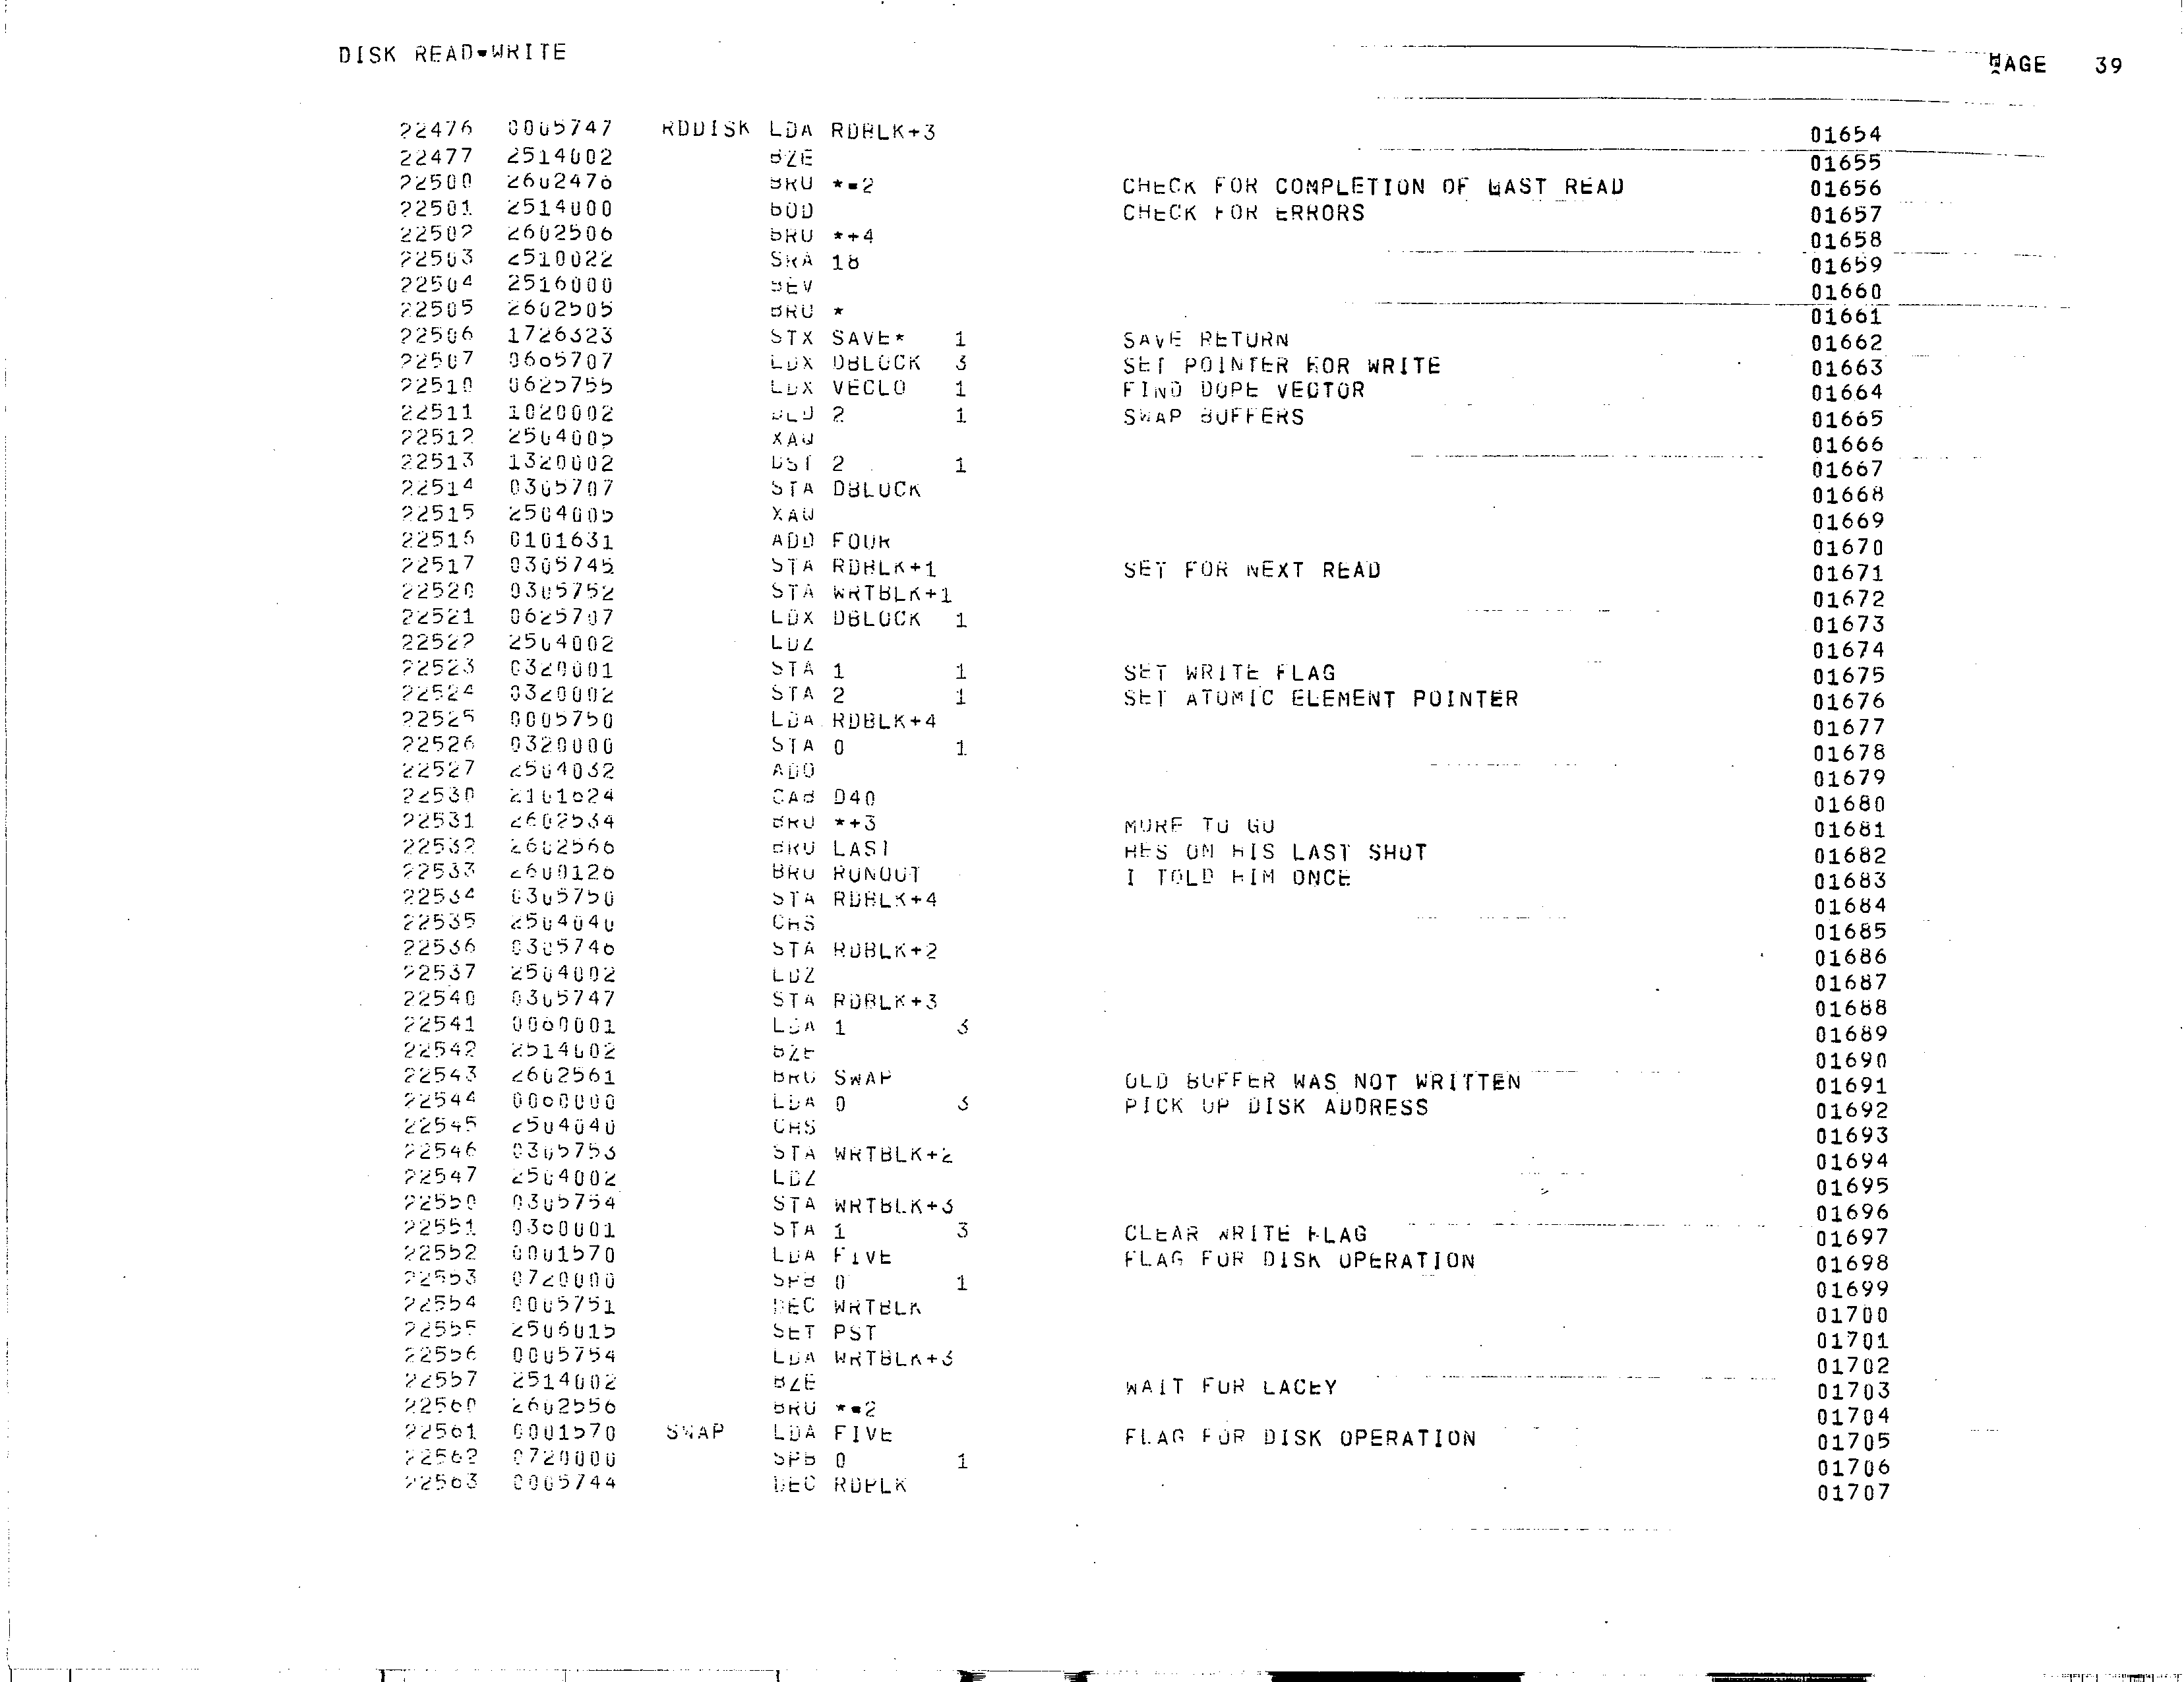 DISK READ-WRITE PAGE 39
22476 0005747 RDDISK LDA RDBLK+3 01654
22477 2514002 BZE 01655
22500 2602476 BRU *-2 CHECK FOR COMPLETION OF LAST READ 01656
22501 2514000 BOD CHECK FOR ERRORS 01657
22502 2602506 BRU *+4 01658
22503 2510022 SRA 18 01659
22504 2516000 BEV 01660
22505 2602505 BRU * 01661
22506 1726323 STX SAVE* 1 SAVE RETURN 01662
22507 0665707 LDX DBLOCK 3 SET POINTER FOR WRITE 01663
22510 0625755 LDX VECLO 1 FIND DOPE VECTOR 01664
22511 1020002 DLD 2 1 SWAP BUFFERS 01665
22512 2504005 XAQ 01666
22513 1320002 DST 2 1 01667
22514 0305707 STA DBLOCK 01668
22515 2504005 XAQ 01669
22516 0101631 ADD FOUR 01670
22517 0305745 STA RDBLK+1 SET FOR NEXT READ 01671
22520 0305752 STA WRTBLK+1 01672
22521 0625707 LDX DBLOCK 1 01673
22522 2504002 LDZ 01674
22523 0320001 STA 1 1 SET WRITE FLAG 01675
22524 0320002 STA 2 1 SET ATOMIC ELEMENT POINTER 01676
22525 0005750 LDA RDBLK+4 01677
22526 0320000 STA 0 1 01678
22527 2504032 ADO 01679
22530 2101624 CAB D40 01680
22531 2602534 BRU *+3 MORE TO GO 01681
22532 2602566 BRU LAST HES ON HIS LAST SHOT 01682
22533 2600126 BRU RUNOUT I TOLD HIM ONCE 01683
22534 0305750 STA RDBLK+4 01684
22535 2504040 CHS 01685
22536 0305746 STA RDBLK+2 01686
22537 2504002 LDZ 01687
22540 0305747 STA RDBLK+3 01688
22541 0060001 LDA 1 3 01689
22542 2514002 BZE 01690
22543 2602561 BRU SWAP OLD BUFFER WAS NOT WRITTEN 01691
22544 0060000 LDA 0 3 PICK UP DISK ADDRESS 01692
22545 2504040 CHS 01693
22546 0305753 STA WRTBLK+2 01694
22547 2504002 LDZ 01695
22550 0305754 STA WRTBLK+3 01696
22551 0360001 STA 1 3 CLEAR WRITE FLAG 01697
22552 0001570 LDA FIVE FLAG FOR DISK OPERATION 01698
22553 0720000 SPB 0 1 01699
22554 0005751 DEC WRTBLK 01700
22555 2506015 SET PST 01701
22556 0005754 LDA WRTBLK+3 01702
22557 2514002 BZE WAIT FOR LACEY 01703
22560 2602556 BRU *-2 01704
22561 0001570 SWAP LDA FIVE FLAG FOR DISK OPERATION 01705
22562 0720000 SPB 0 1 01706
22563 0005744 DEC RDBLK 01707